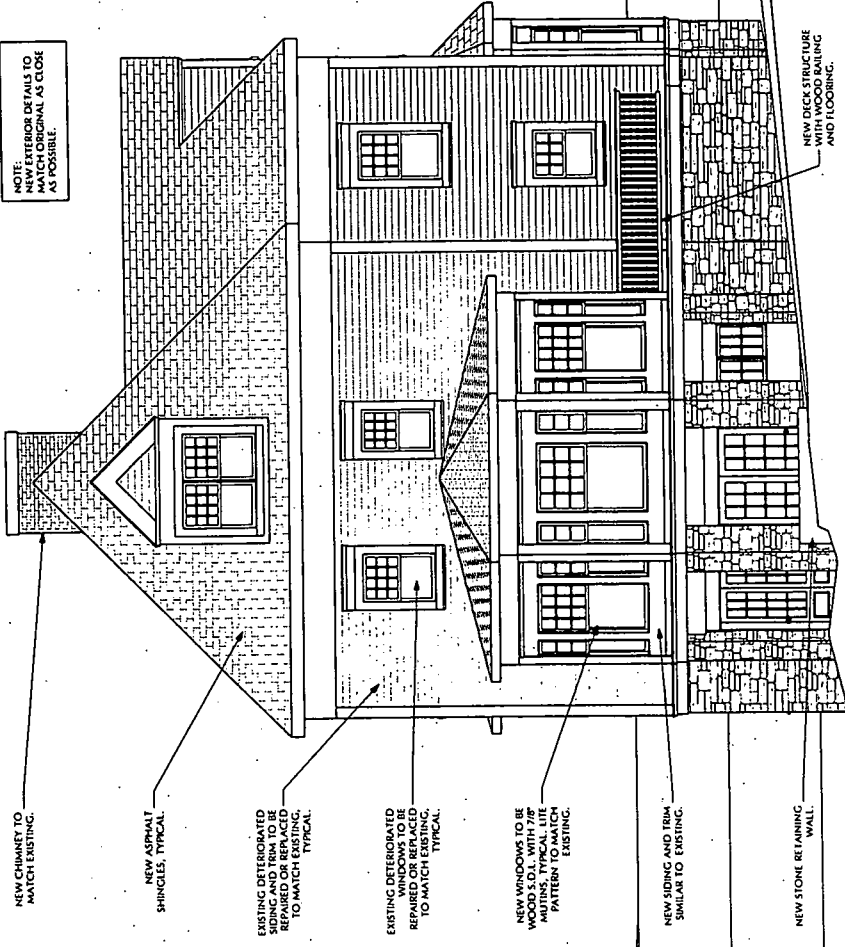 NOTE:
NEW EXTERIOR DETAILS TO
MATCH ORIGINAL AS CLOSE
AS POSSIBLE.
NEW CHIMNEY TO
MATCH EXISTING.
NEW ASPHALT
SHINGLES, TYPICAL.
EXISTING DETERIORATED
SIDING AND TRIM TO BE
REPAIRED OR REPLACED
TO MATCH EXISTING,
TYPICAL.
EXISTING DETERIORATED
WINDOWS TO BE
REPAIRED OR REPLACED
TO MATCH EXISTING,
TYPICAL.
NEW WINDOWS TO BE
WOOD S.D.L. WITH 7/8"
MUTINS, TYPICAL. LITE
PATTERN TO MATCH
EXISTING.
NEW SIDING AND TRIM
SIMILAR TO EXISTING.
NEW STONE RETAINING
WALL.
NEW DECK STRUCTURE
WITH WOOD RAILING
AND FLOORING.